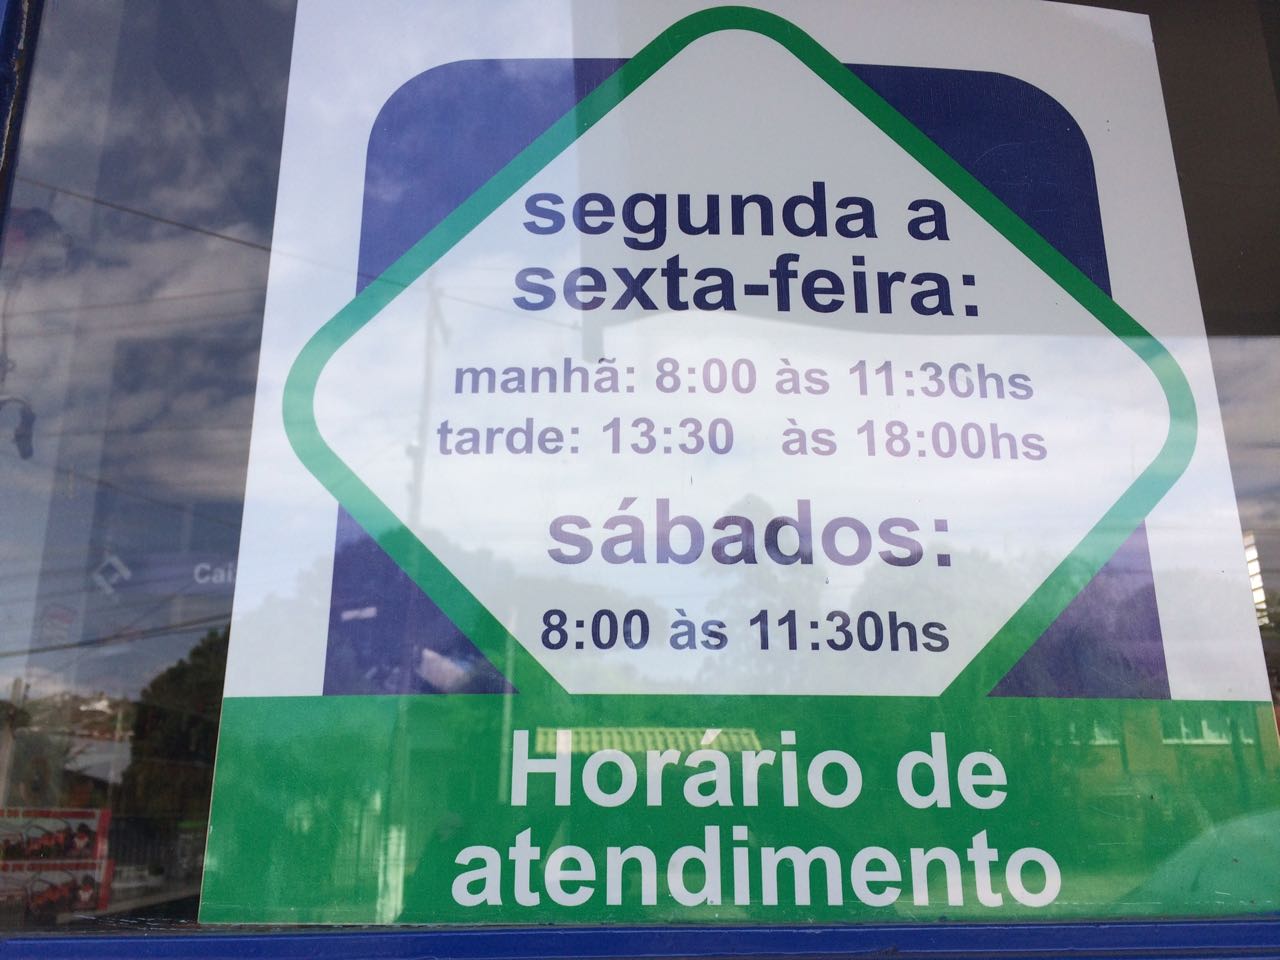 segunda a
sexta-feira:
manhã: 8:00 às 11:30hs
tarde: 13:30 às 18:00hs
sábados:
8:00 às 11:30hs
Horário de
atendimento